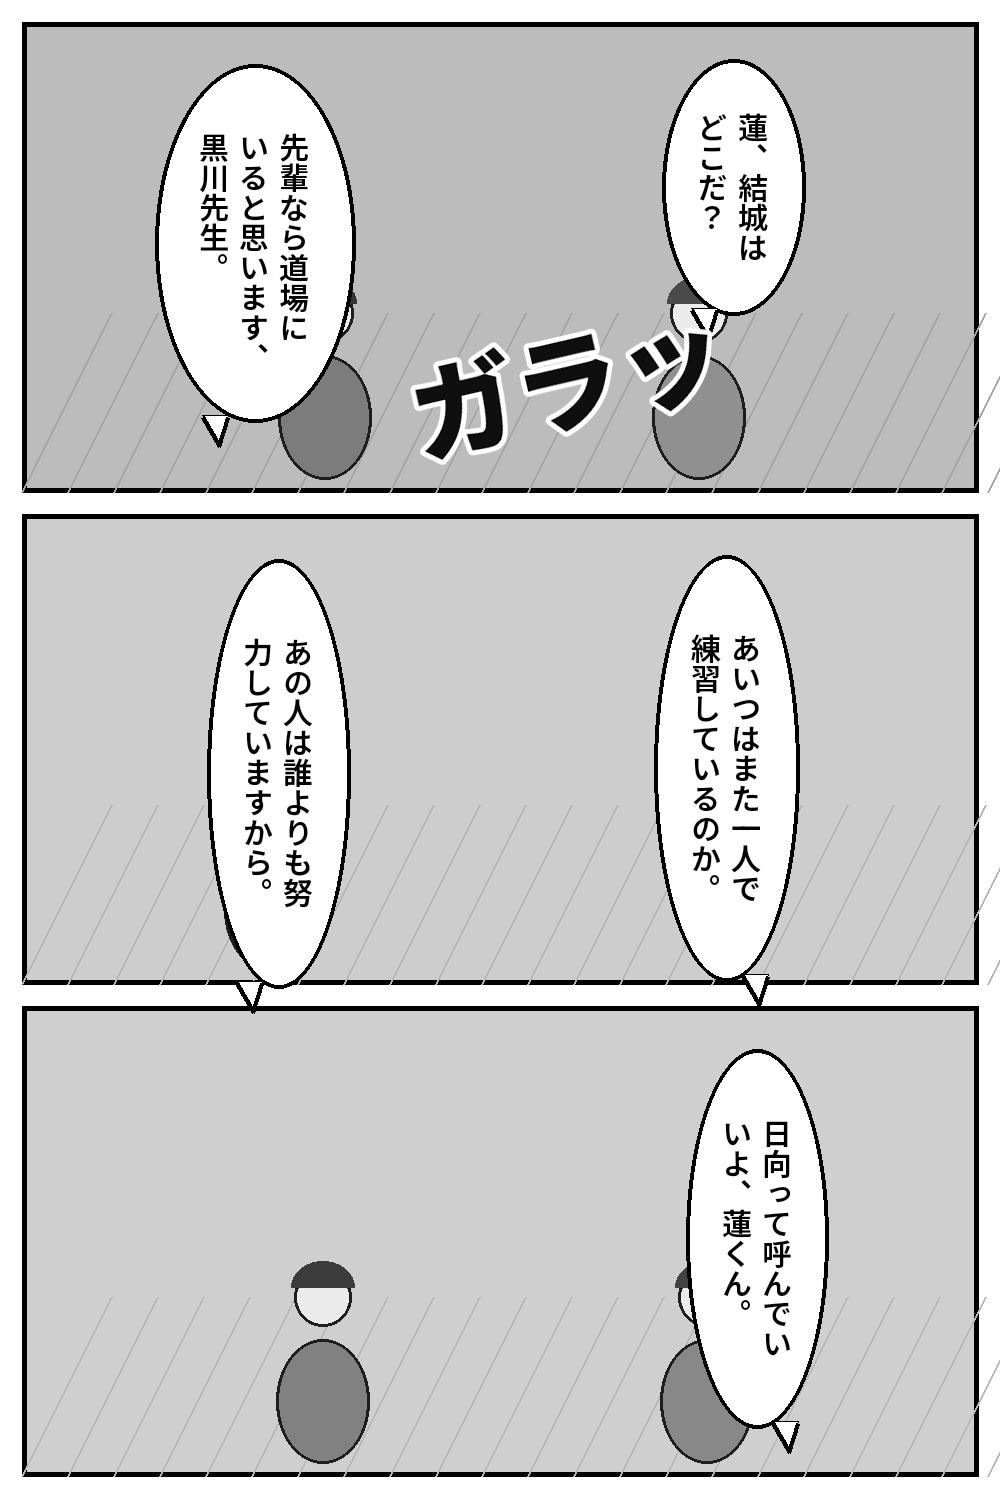 蓮、結城は
どこだ？
ガラッ
先輩なら道場に
いると思います、
黒川先生。
あいつはまた一人で
練習しているのか。
あの人は誰よりも努
力していますから。
日向って呼んでい
いよ、蓮くん。